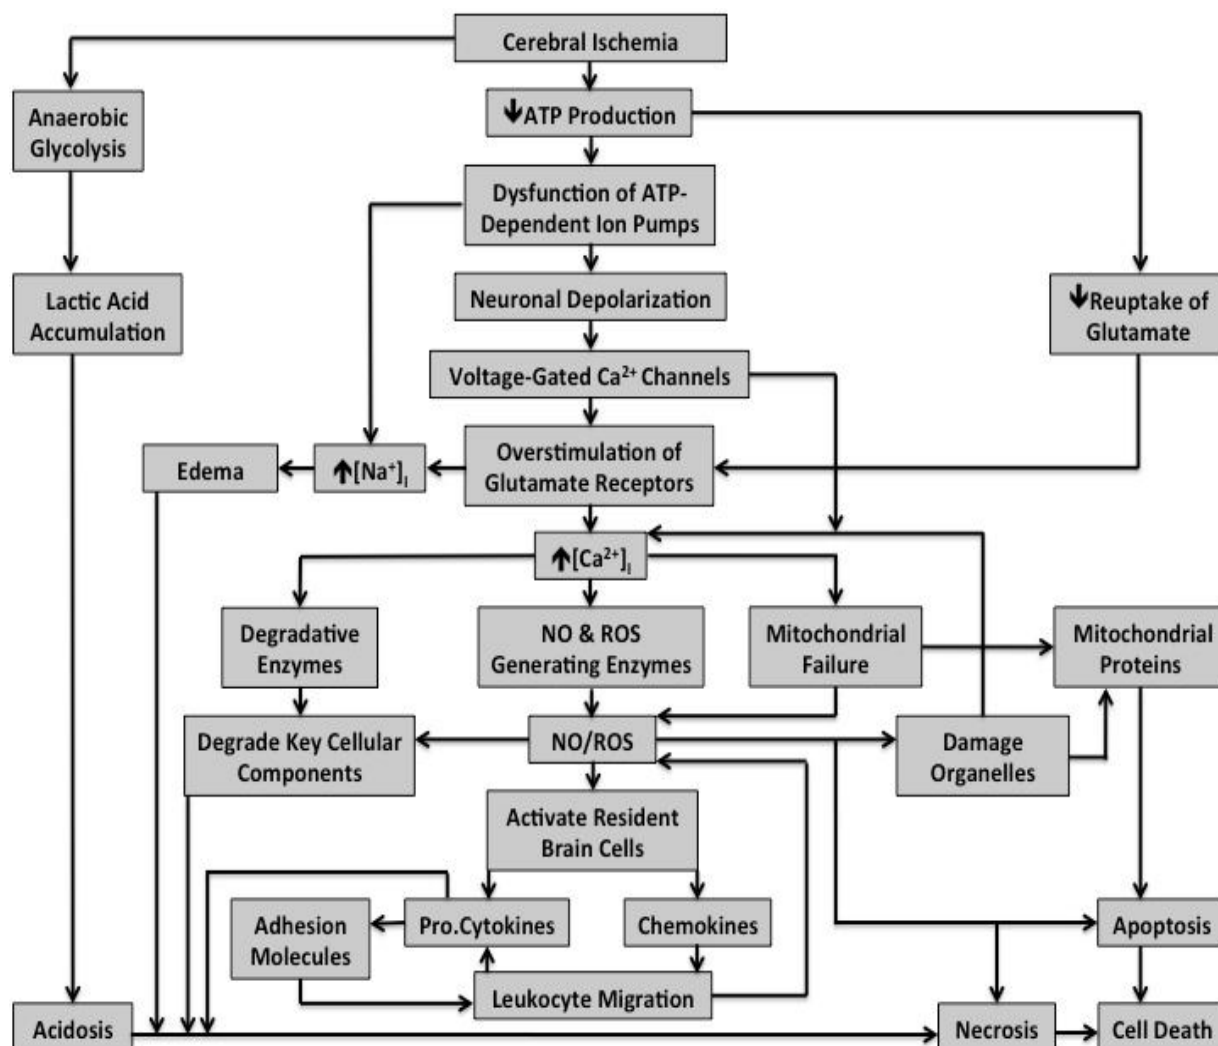 Cerebral Ischemia
Anaerobic
Glycolysis
🡇ATP Production
Dysfunction of ATP-
Dependent Ion Pumps
Lactic Acid
Accumulation
Neuronal Depolarization
🡇Reuptake of
Glutamate
Voltage-Gated Ca²⁺ Channels
Edema
🡅[Na⁺]ᵢ
Overstimulation of
Glutamate Receptors
🡅[Ca²⁺]ᵢ
Degradative
Enzymes
NO & ROS
Generating Enzymes
Mitochondrial
Failure
Mitochondrial
Proteins
Degrade Key Cellular
Components
NO/ROS
Damage
Organelles
Activate Resident
Brain Cells
Adhesion
Molecules
Pro.Cytokines
Chemokines
Apoptosis
Leukocyte Migration
Acidosis
Necrosis
Cell Death